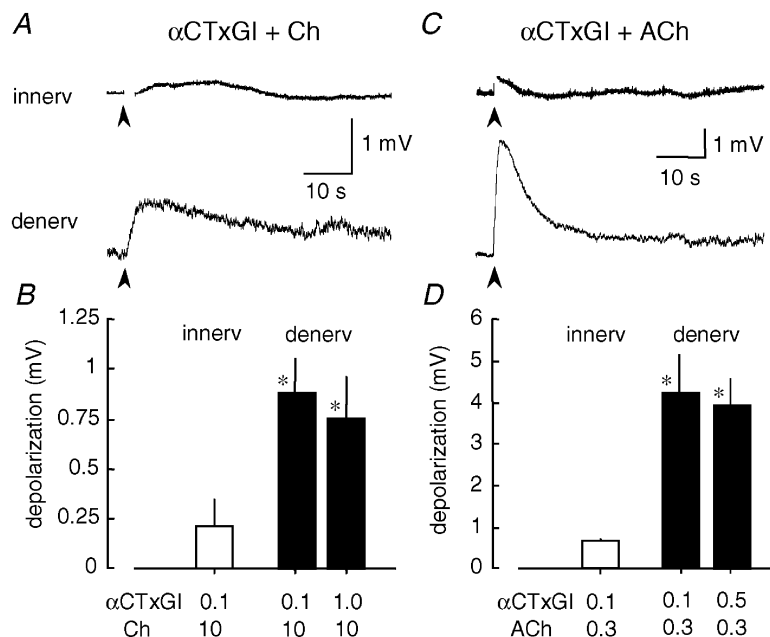 A αCTxGI + Ch
innerv
1 mV
10 s
denerv
C αCTxGI + ACh
1 mV
10 s
B
depolarization (mV)
1.25
1
0.75
0.5
0.25
0
innerv denerv
* *
αCTxGI 0.1 0.1 1.0
Ch 10 10 10
D
depolarization (mV)
6
5
4
3
2
1
0
innerv denerv
* *
αCTxGI 0.1 0.1 0.5
ACh 0.3 0.3 0.3